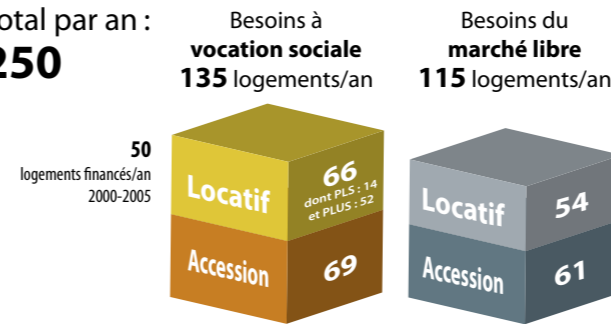 otal par an :
250
Besoins à
vocation sociale
135 logements/an
Besoins du
marché libre
115 logements/an
50
logements financés/an
2000-2005
Locatif
66
dont PLS : 14
et PLUS : 52
Accession
69
Locatif
54
Accession
61